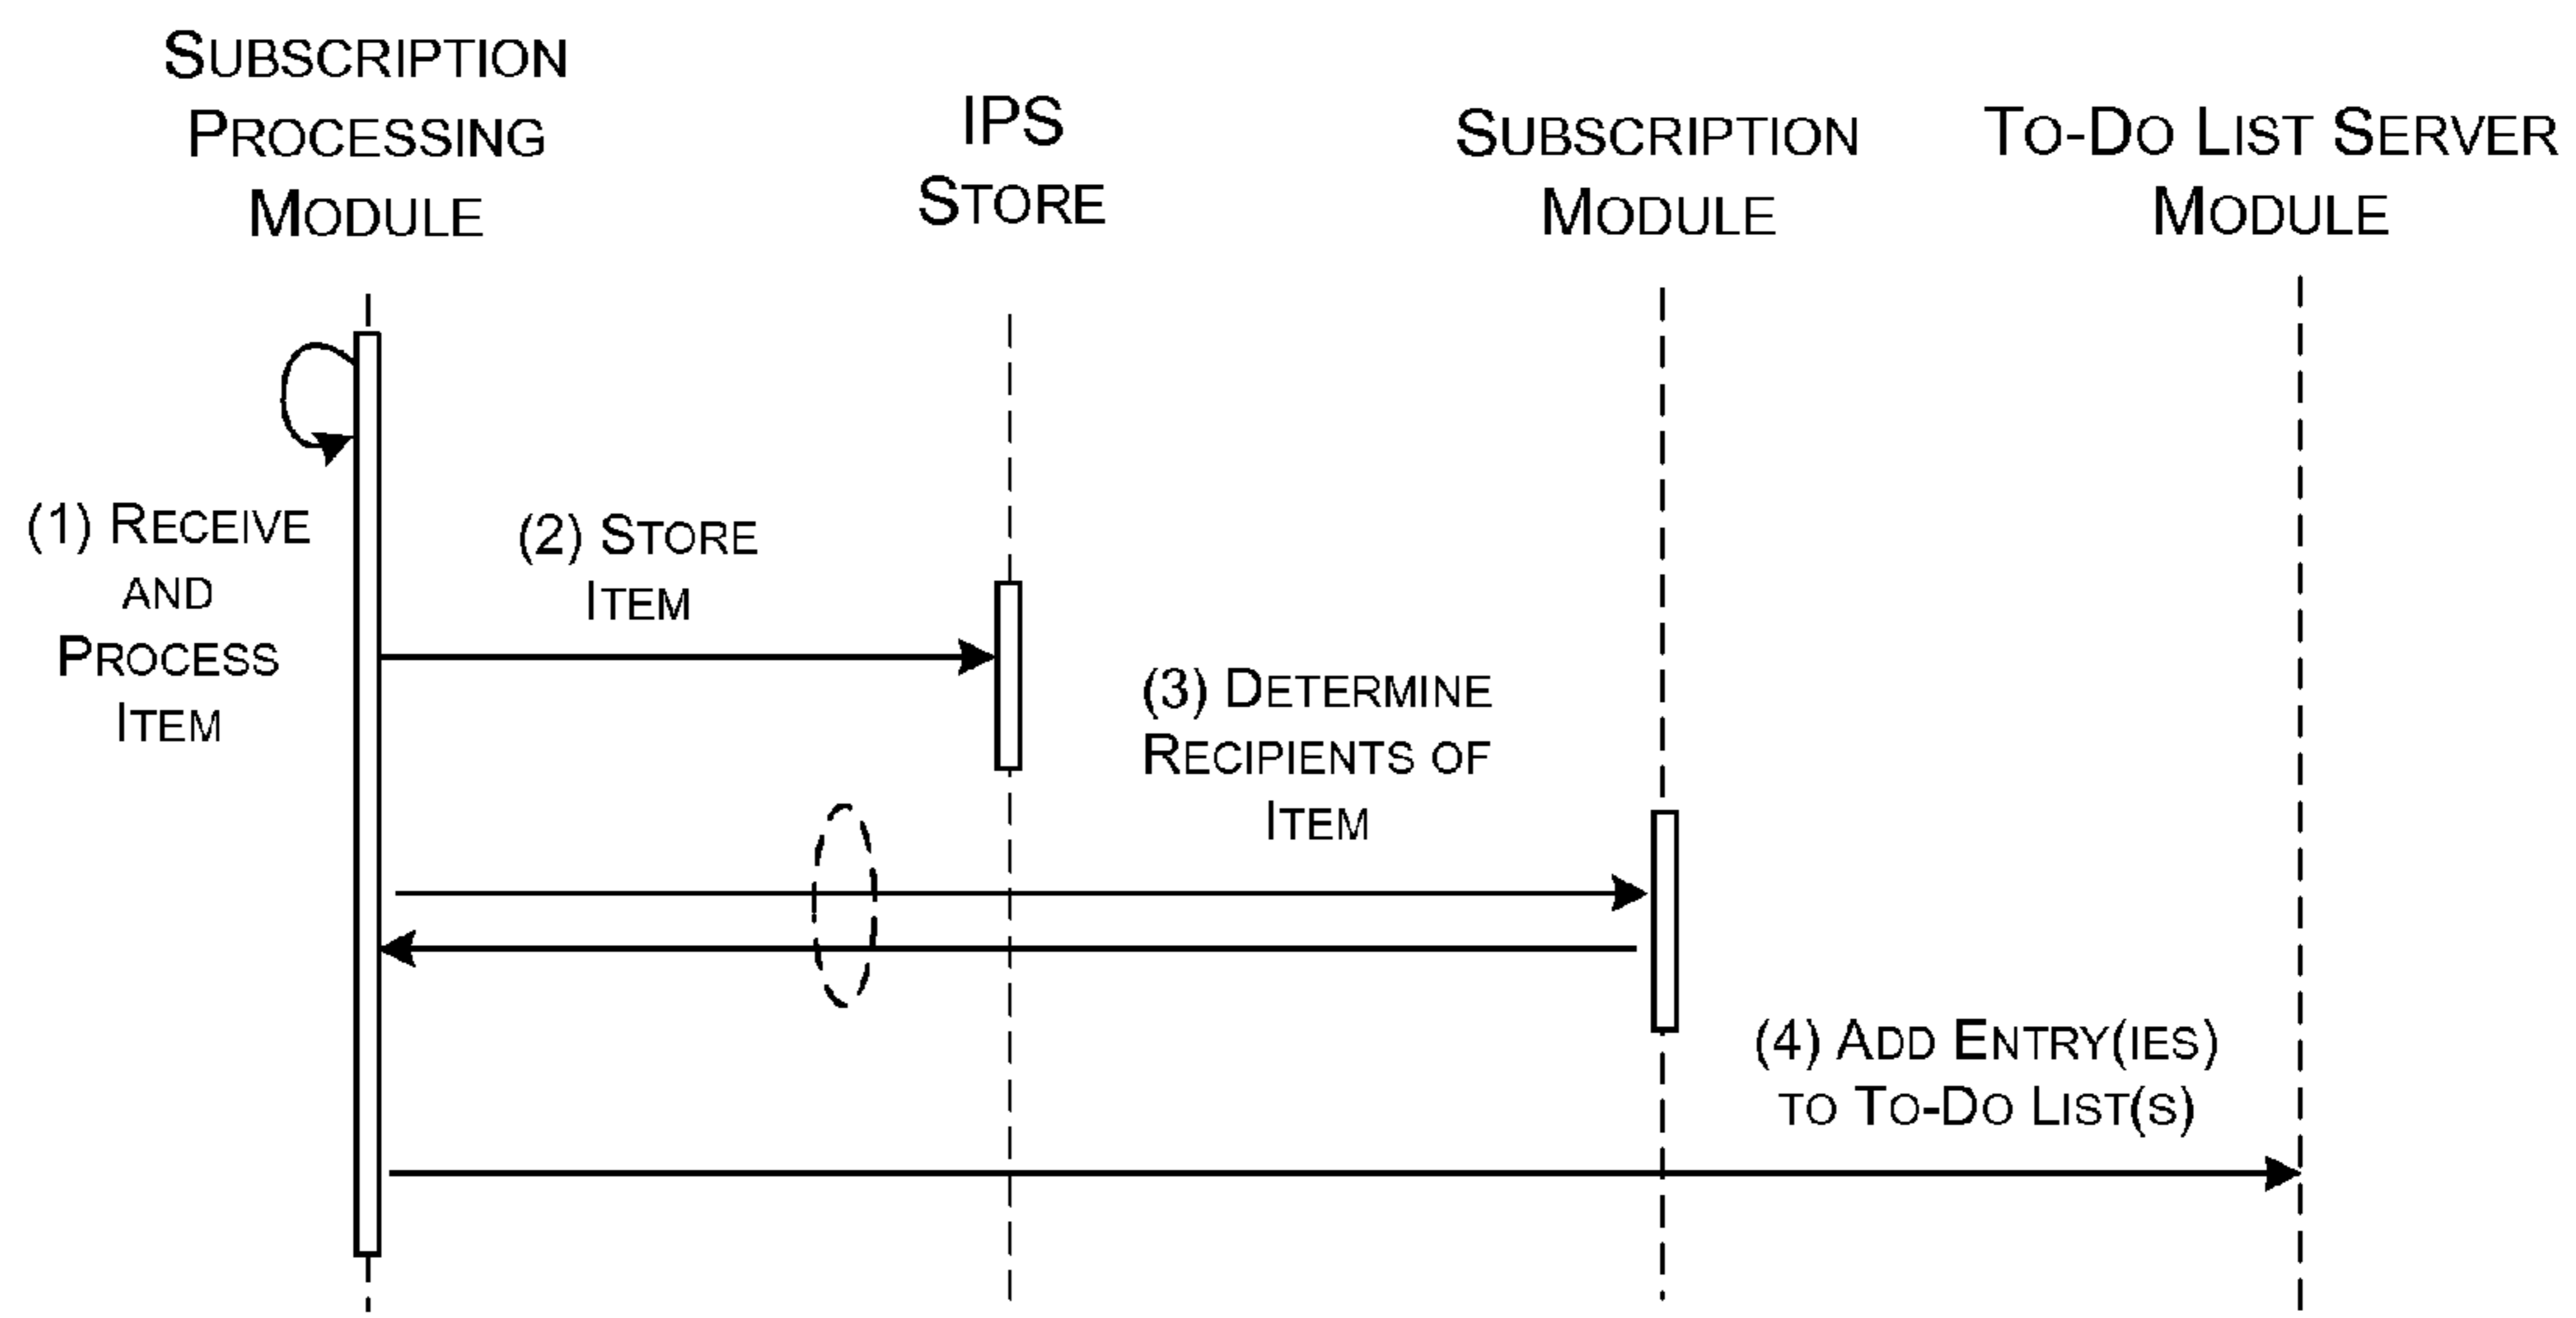 SUBSCRIPTION
PROCESSING
MODULE
IPS
STORE
SUBSCRIPTION
MODULE
TO-DO LIST SERVER
MODULE
(1) RECEIVE
AND
PROCESS
ITEM
(2) STORE
ITEM
(3) DETERMINE
RECIPIENTS OF
ITEM
(4) ADD ENTRY(IES)
TO TO-DO LIST(S)